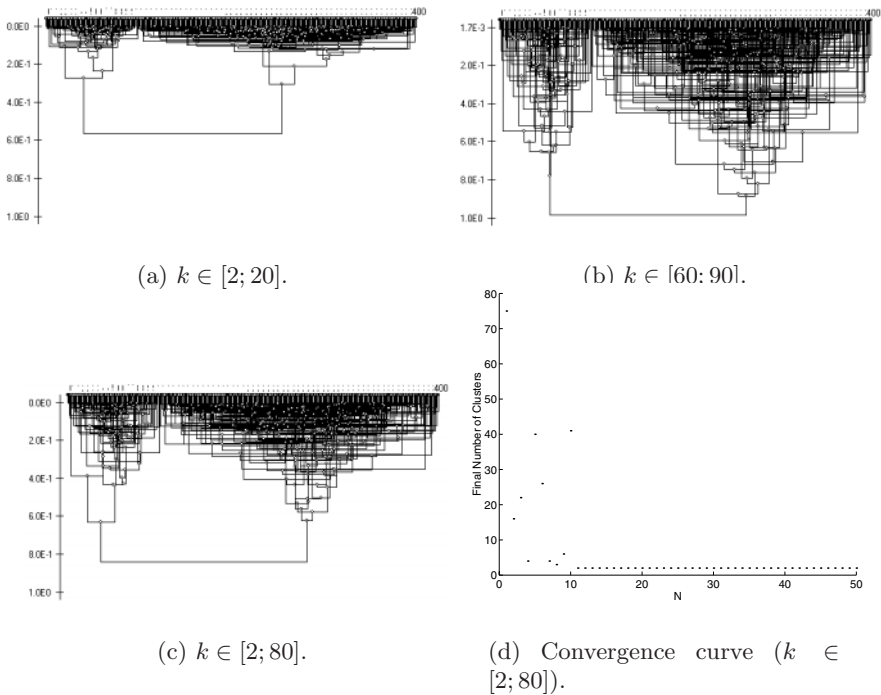 400
0.0E0
2.0E-1
4.0E-1
6.0E-1
8.0E-1
1.0E0
(a) k ∈ [2; 20].
400
1.7E-3
2.0E-1
4.0E-1
6.0E-1
8.0E-1
1.0E0
(b) k ∈ [60; 90].
400
0.0E0
2.0E-1
4.0E-1
6.0E-1
8.0E-1
1.0E0
(c) k ∈ [2; 80].
80
70
60
50
40
30
20
10
0
Final Number of Clusters
0 10 20 30 40 50
N
(d) Convergence curve (k ∈
[2; 80]).